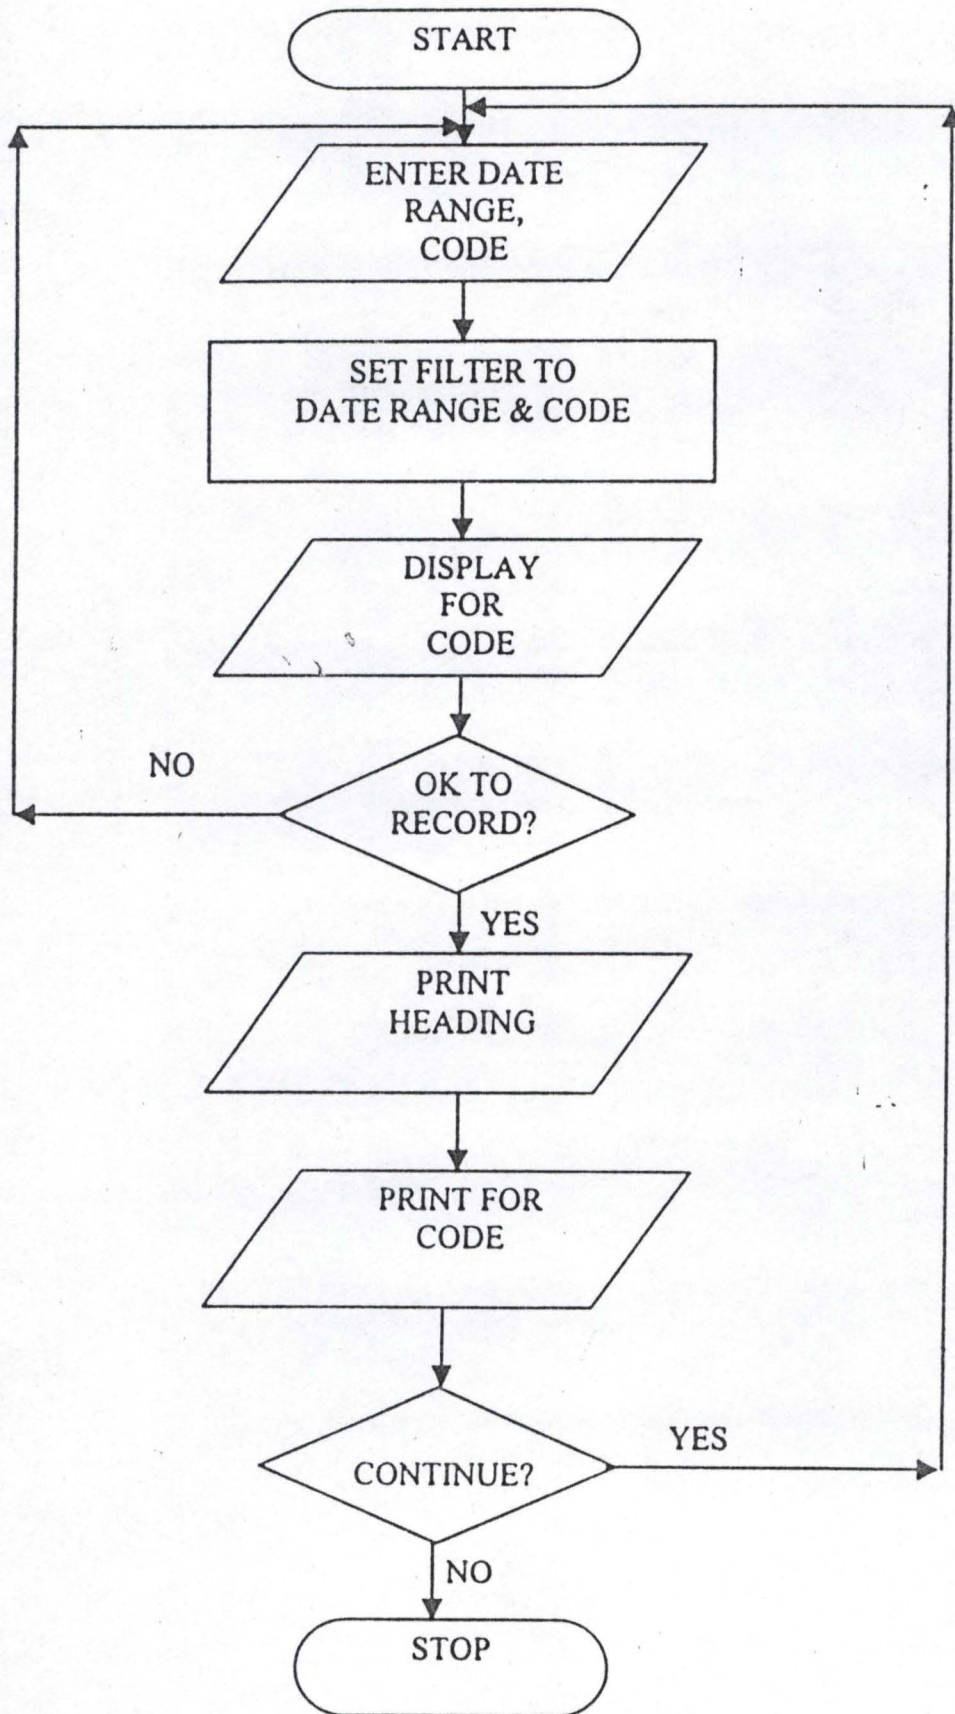 START
ENTER DATE
RANGE,
CODE
SET FILTER TO
DATE RANGE & CODE
DISPLAY
FOR
CODE
NO
OK TO
RECORD?
YES
PRINT
HEADING
PRINT FOR
CODE
YES
CONTINUE?
NO
STOP